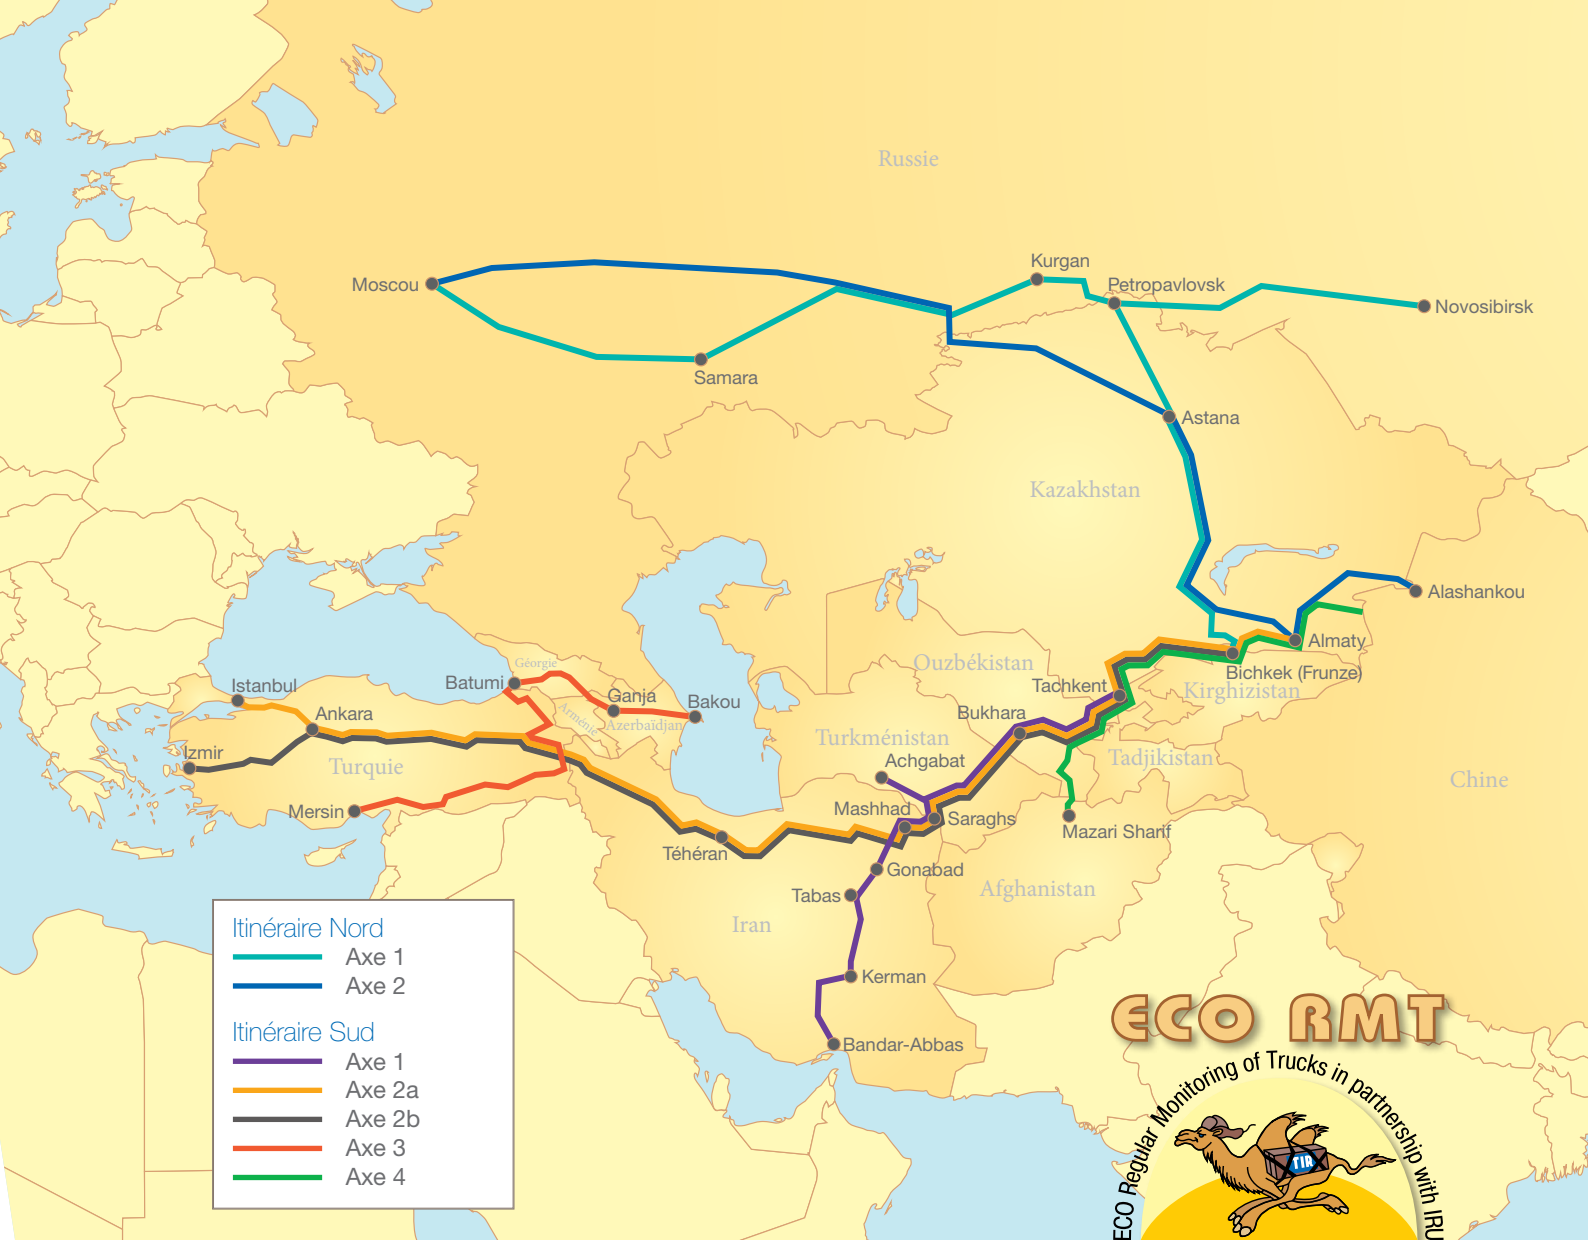 Russie
Kurgan
Moscou
Petropavlovsk
Novosibirsk
Samara
Astana
Kazakhstan
Alashankou
Almaty
Géorgie
Ouzbékistan
Bichkek (Frunze)
Batumi
Istanbul
Tachkent
Kirghizistan
Ganja
Bakou
Ankara
Arménie
Azerbaïdjan
Bukhara
Turkménistan
Izmir
Turquie
Achgabat
Tadjikistan
Chine
Mersin
Mashhad
Saraghs
Mazari Sharif
Téhéran
Gonabad
Afghanistan
Tabas
Iran
Kerman
Bandar-Abbas
Itinéraire Nord
Axe 1
Axe 2
Itinéraire Sud
Axe 1
Axe 2a
Axe 2b
Axe 3
Axe 4
ECO RMT
ECO Regular Monitoring of Trucks in partnership with IRU
TIR